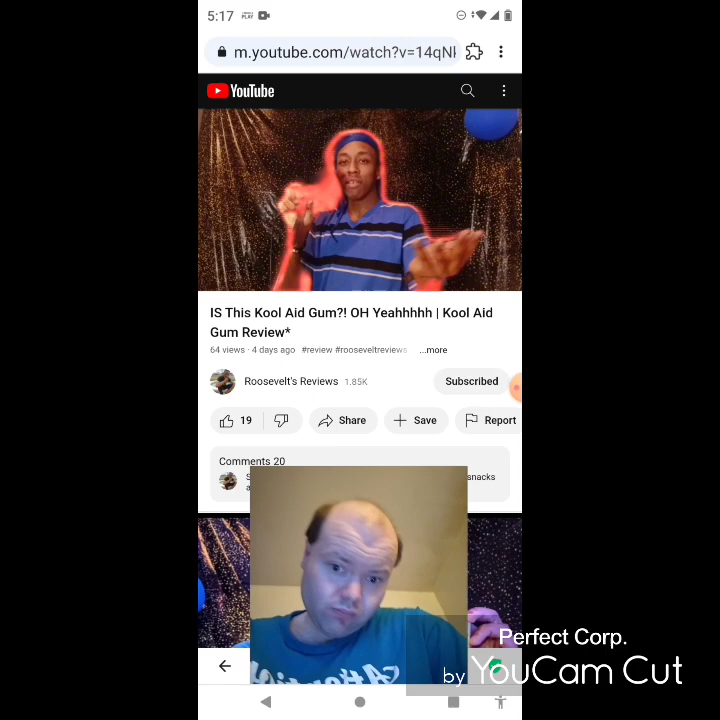 5:17
m.youtube.com/watch?v=14qN
YouTube
IS This Kool Aid Gum?! OH Yeahhhhh | Kool Aid
Gum Review*
64 views · 4 days ago #review #rooseveltreviews ...more
Roosevelt's Reviews 1.85K Subscribed
19 Share Save Report
Comments 20
snacks
Perfect Corp.
by YouCam Cut